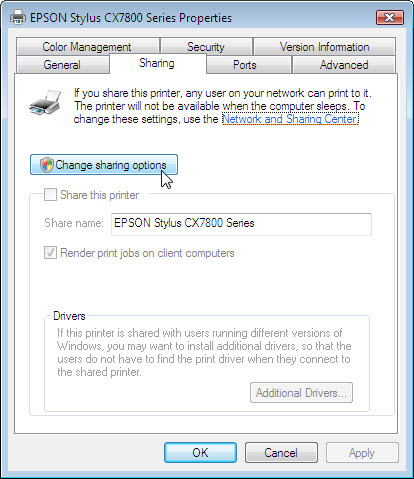 EPSON Stylus CX7800 Series Properties
Color Management Security Version Information
General Sharing Ports Advanced
If you share this printer, any user on your network can print to it.
The printer will not be available when the computer sleeps. To
change these settings, use the Network and Sharing Center.
Change sharing options
Share this printer
Share name: EPSON Stylus CX7800 Series
Render print jobs on client computers
Drivers
If this printer is shared with users running different versions of
Windows, you may want to install additional drivers, so that the
users do not have to find the print driver when they connect to
the shared printer.
Additional Drivers...
OK Cancel Apply